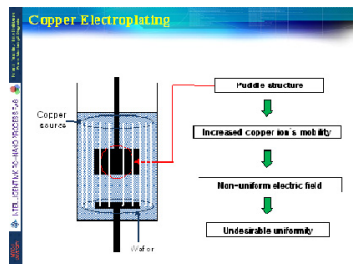 Copper Electroplating
Copper
source
Puddle structure
Increased copper ion's mobility
Non-uniform electric field
Undesirable uniformity
Wafer